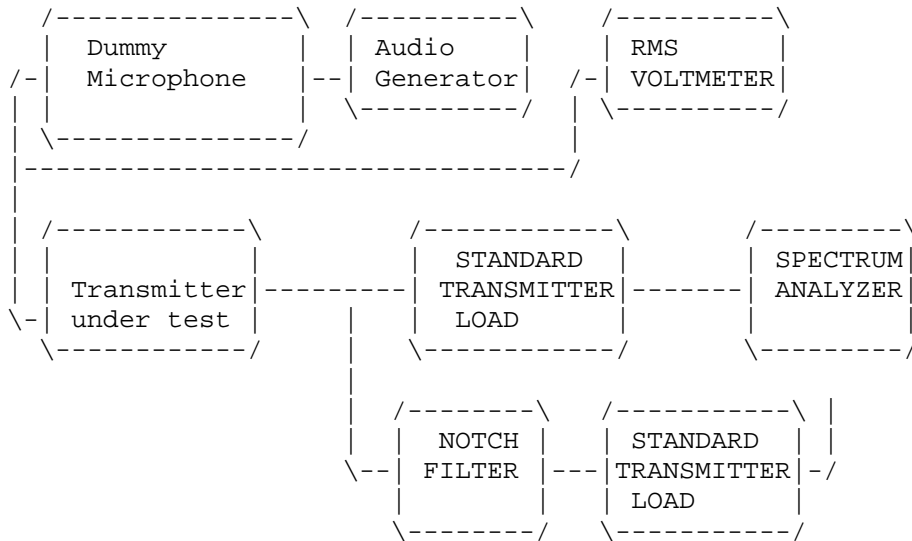 Dummy
Microphone
Audio
Generator
RMS
VOLTMETER
Transmitter
under test
STANDARD
TRANSMITTER
LOAD
SPECTRUM
ANALYZER
NOTCH
FILTER
STANDARD
TRANSMITTER
LOAD